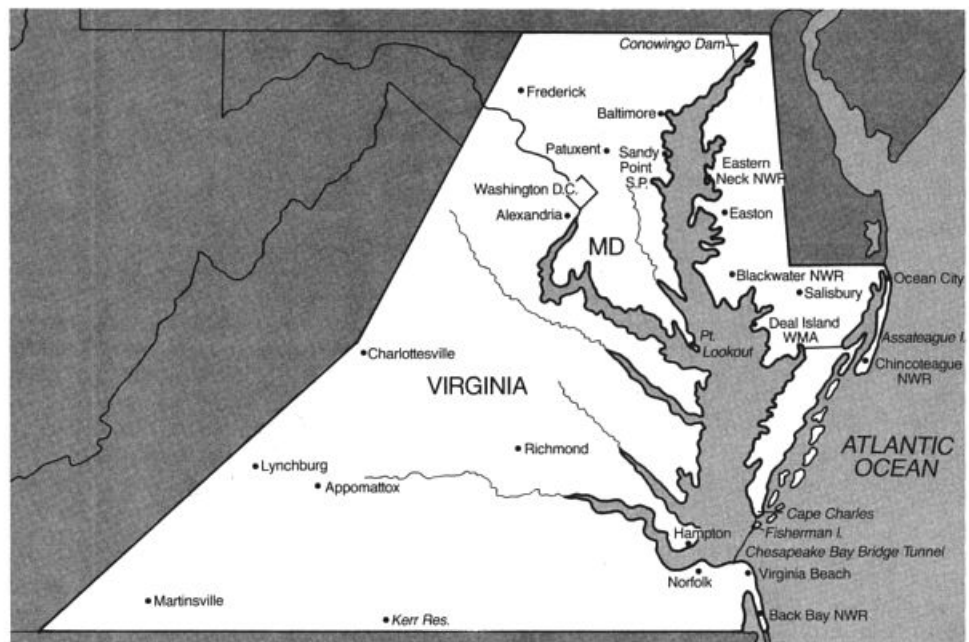 Conowingo Dam
Frederick
Baltimore
Patuxent
Sandy
Point
S.P.
Eastern
Neck NWR
Washington D.C.
Alexandria
Easton
MD
Blackwater NWR
Ocean City
Salisbury
Deal Island
WMA
Pt.
Lookout
Assateague I.
Chincoteague
NWR
Charlottesville
VIRGINIA
Richmond
ATLANTIC
OCEAN
Lynchburg
Appomattox
Cape Charles
Fisherman I.
Hampton
Chesapeake Bay Bridge Tunnel
Norfolk
Virginia Beach
Martinsville
Back Bay NWR
Kerr Res.